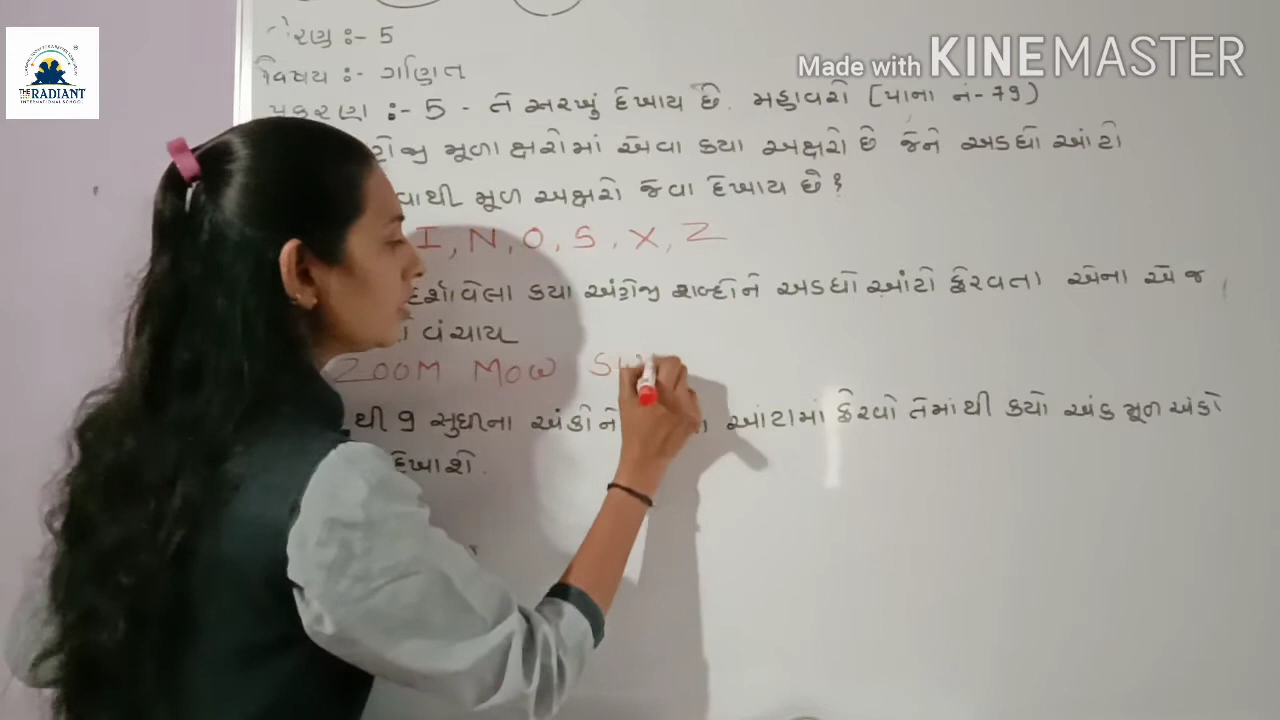 THE RADIANT
INTERNATIONAL SCHOOL
Made with KINEMASTER
ધોરણ :- 5
વિષય :- ગણિત
પ્રકરણ :- 5 - તે સરખું દેખાય છે. મહાવરો (પાના નં-79)
મૂળાક્ષરોમાં એવા કયા અક્ષરો છે જેને અડધો આંટો
મૂળ અક્ષરો જેવા દેખાય છે?
I, N, O, S, X, Z
દર્શાવેલા કયા અંગ્રેજી શબ્દોને અડધો આંટો ફેરવતા એના એ જ
વંચાય
ZOOM MOW SW
થી 9 સુધીના અંકોને આંટામાં ફેરવો તેમાંથી કયો અંક મૂળ અંકો
દેખાશે.